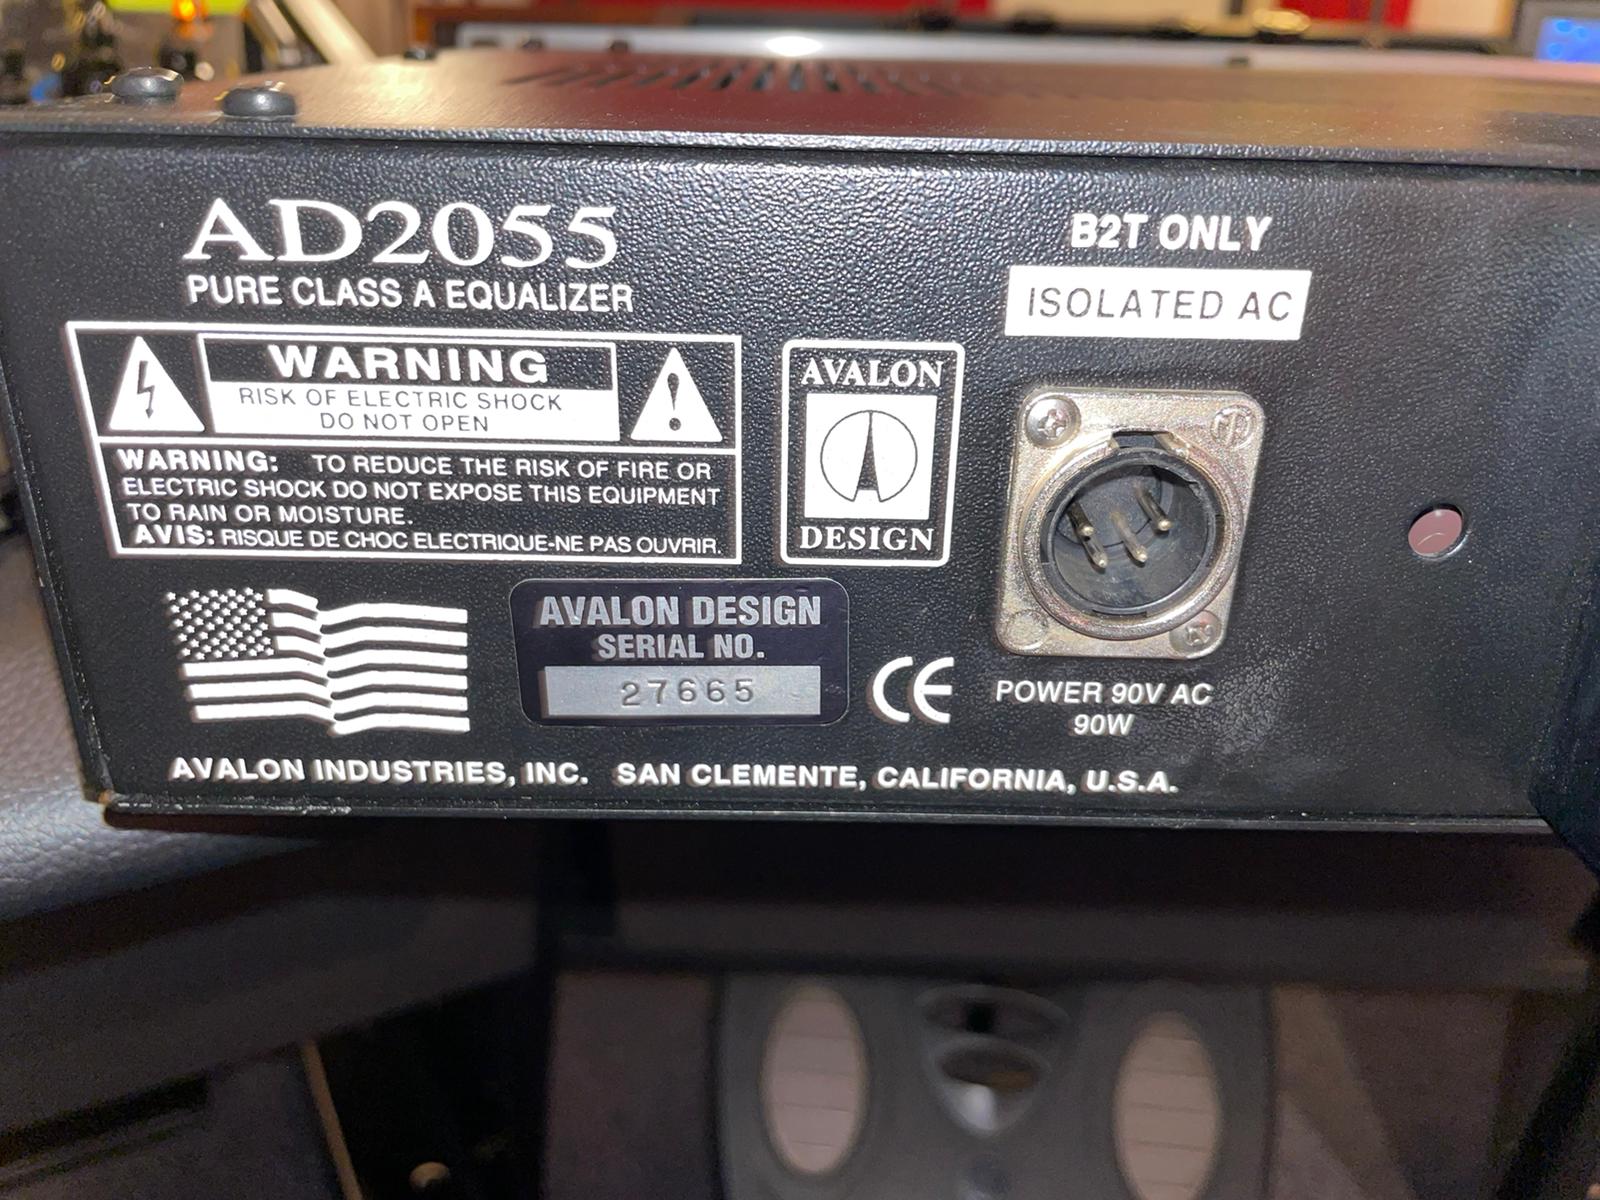 AD2055
PURE CLASS A EQUALIZER
WARNING
RISK OF ELECTRIC SHOCK
DO NOT OPEN
WARNING: TO REDUCE THE RISK OF FIRE OR
ELECTRIC SHOCK DO NOT EXPOSE THIS EQUIPMENT
TO RAIN OR MOISTURE.
AVIS: RISQUE DE CHOC ELECTRIQUE-NE PAS OUVRIR.
AVALON
DESIGN
B2T ONLY
ISOLATED AC
AVALON DESIGN
SERIAL NO.
27665
CE
POWER 90V AC
90W
AVALON INDUSTRIES, INC. SAN CLEMENTE, CALIFORNIA, U.S.A.